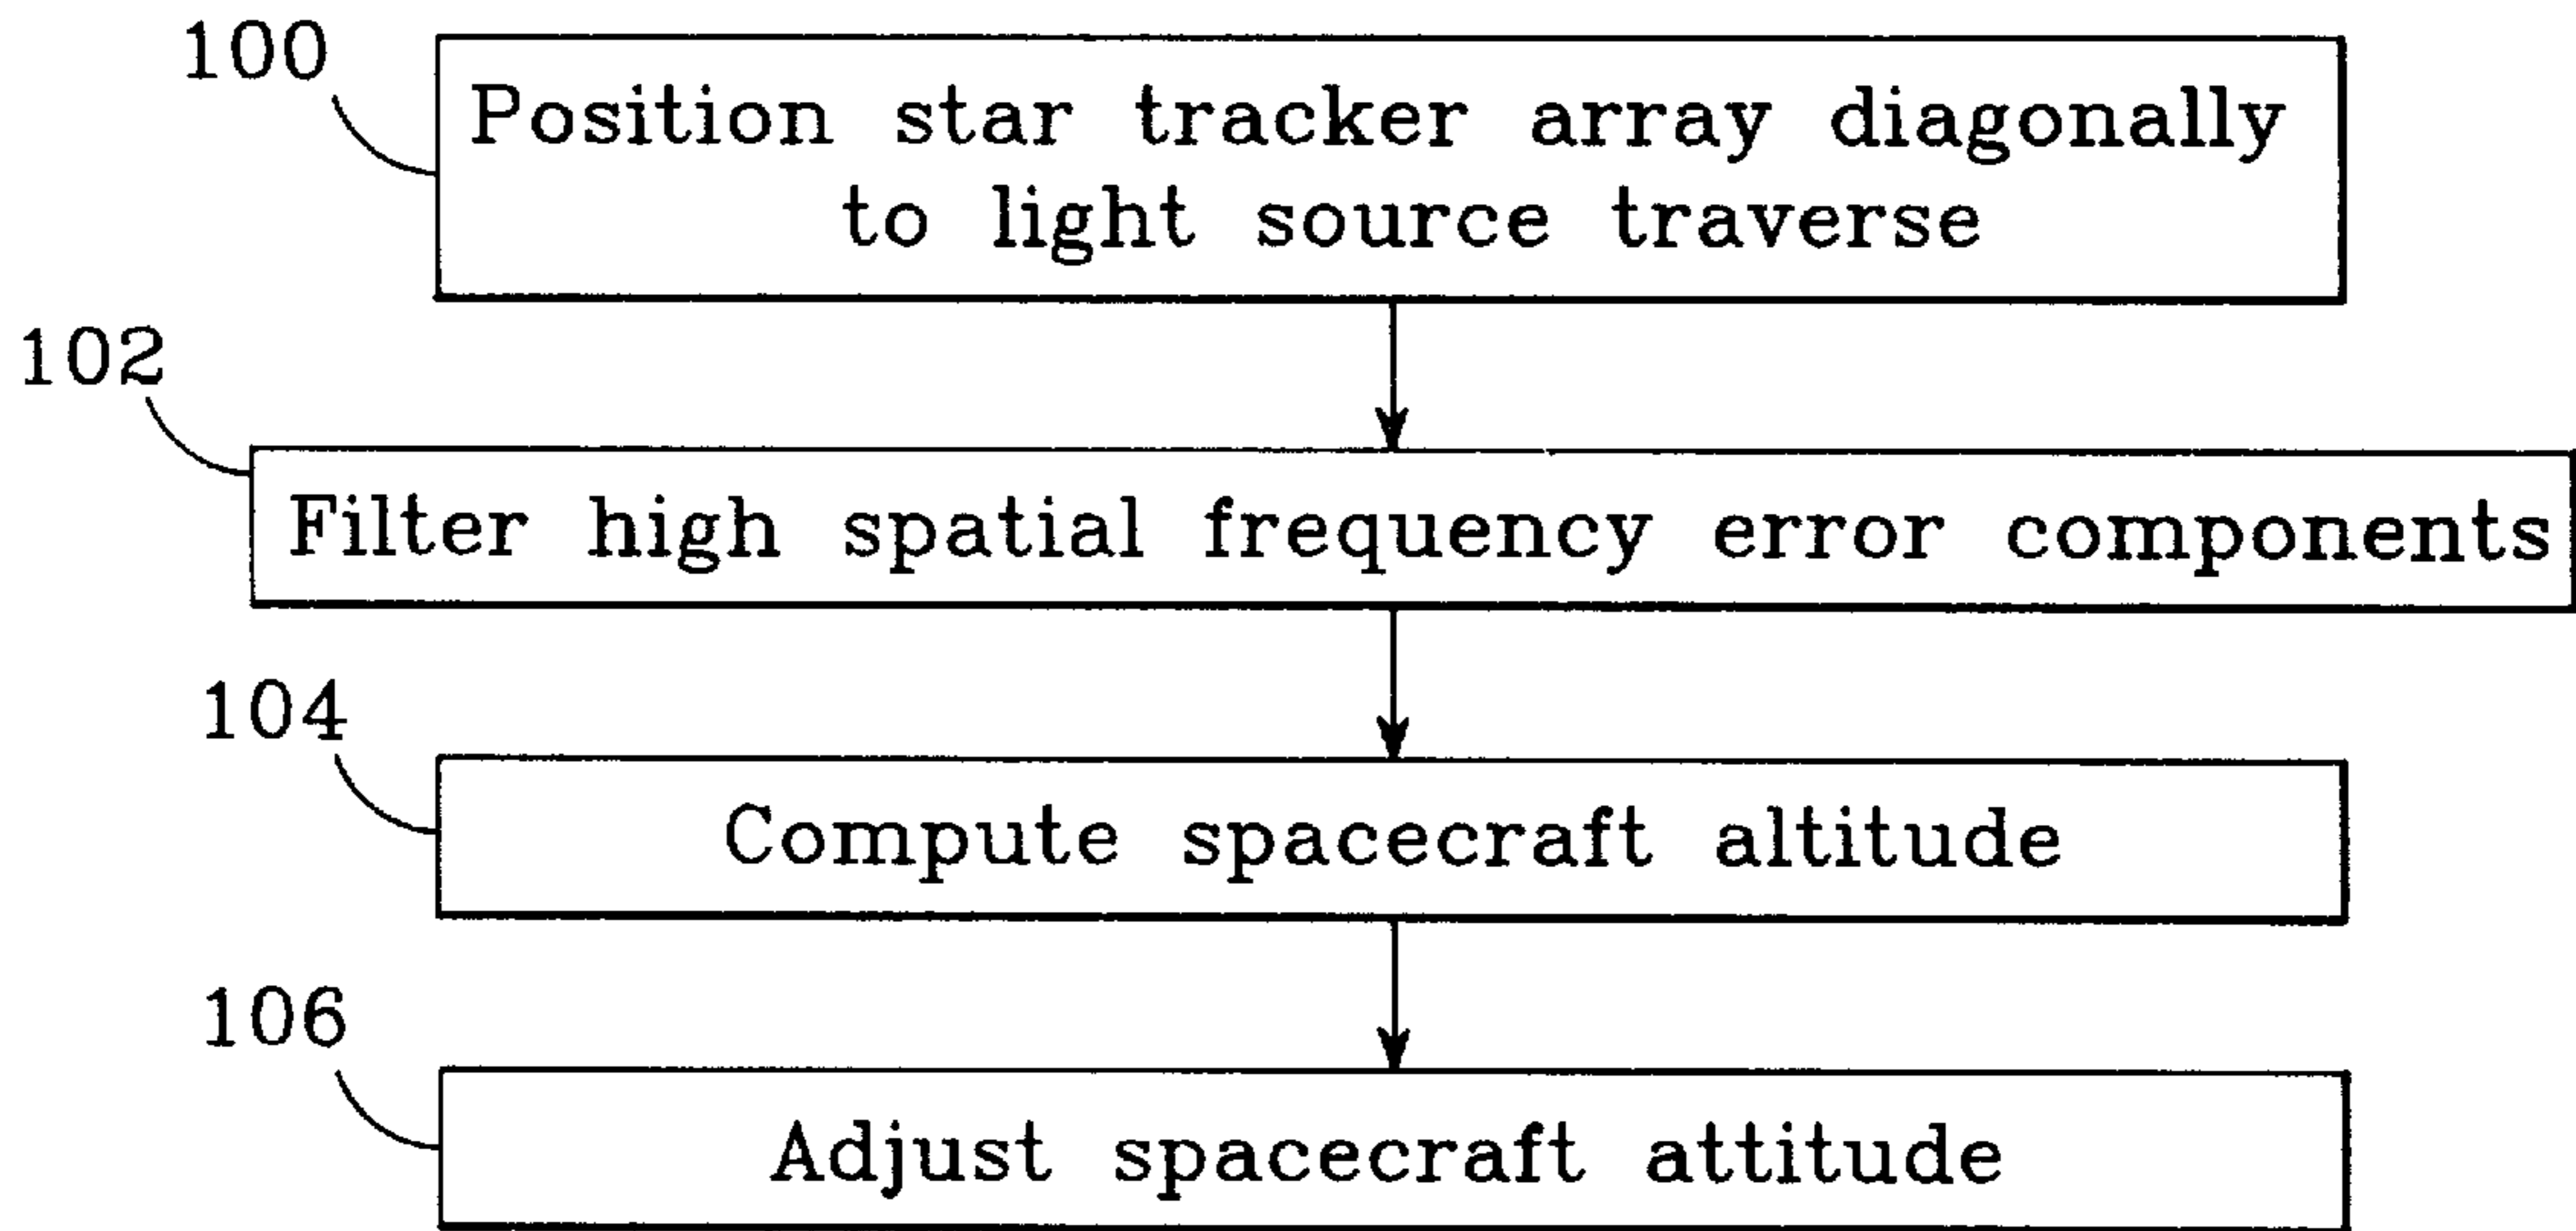 100
Position star tracker array diagonally
to light source traverse
102
Filter high spatial frequency error components
104
Compute spacecraft altitude
106
Adjust spacecraft attitude